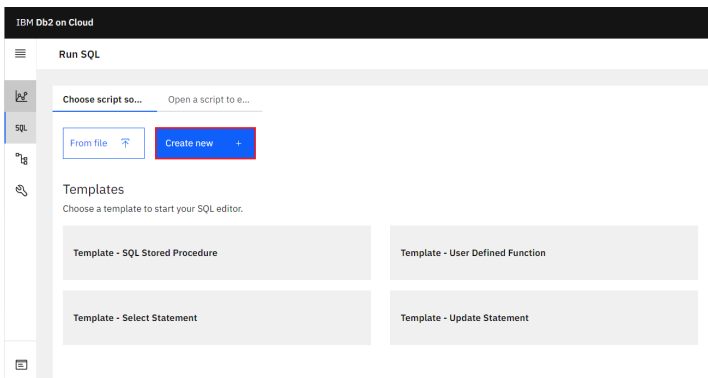 IBM Db2 on Cloud
Run SQL
Choose script so... Open a script to e...
SQL
From file Create new +
Templates
Choose a template to start your SQL editor.
Template - SQL Stored Procedure Template - User Defined Function
Template - Select Statement Template - Update Statement